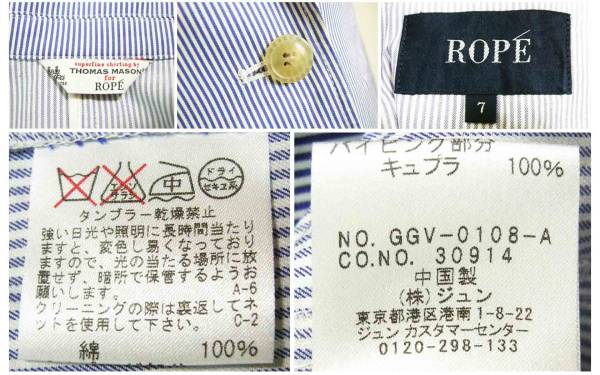 superfine shirting by
THOMAS MASON
for
ROPÉ
ROPÉ
7
エンソ
サラシ
中
ドライ
セキユ系
タンブラー乾燥禁止
強い日光や照明に長時間当たり
ますと、変色し易くなっており
ますので、光の当たる場所に放
置せず、暗所で保管するようお
願いします。 A-6
クリーニングの際は裏返してネ
ットを使用して下さい。 C-2
綿 100%
パイピング部分
キュプラ 100%
NO. GGV-0108-A
CO.NO. 30914
中国製
(株)ジュン
東京都港区港南1-8-22
ジュン カスタマーセンター
0120-298-133